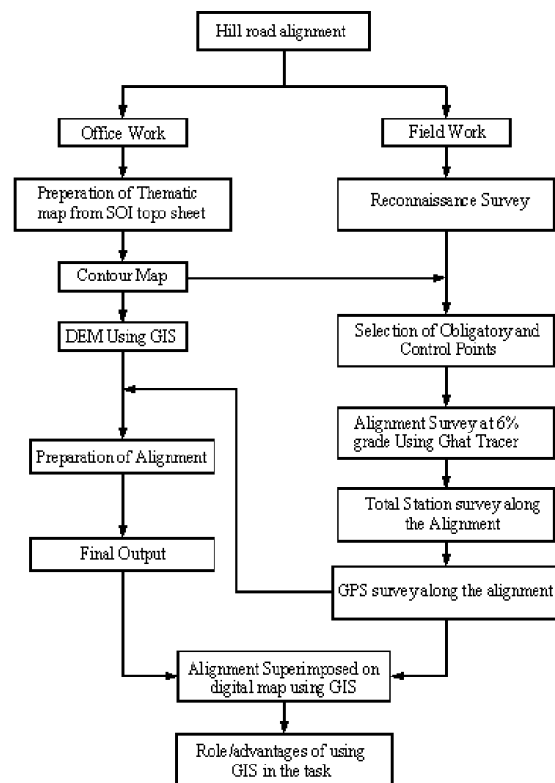 Hill road alignment
Office Work
Field Work
Preperation of Thematic
map from SOI topo sheet
Reconnaissance Survey
Contour Map
DEM Using GIS
Selection of Obligatory and
Control Points
Alignment Survey at 6%
grade Using Ghat Tracer
Preparation of Alignment
Total Station survey along
the Alignment
Final Output
GPS survey along the alignment
Alignment Superimposed on
digital map using GIS
Role/advantages of using
GIS in the task